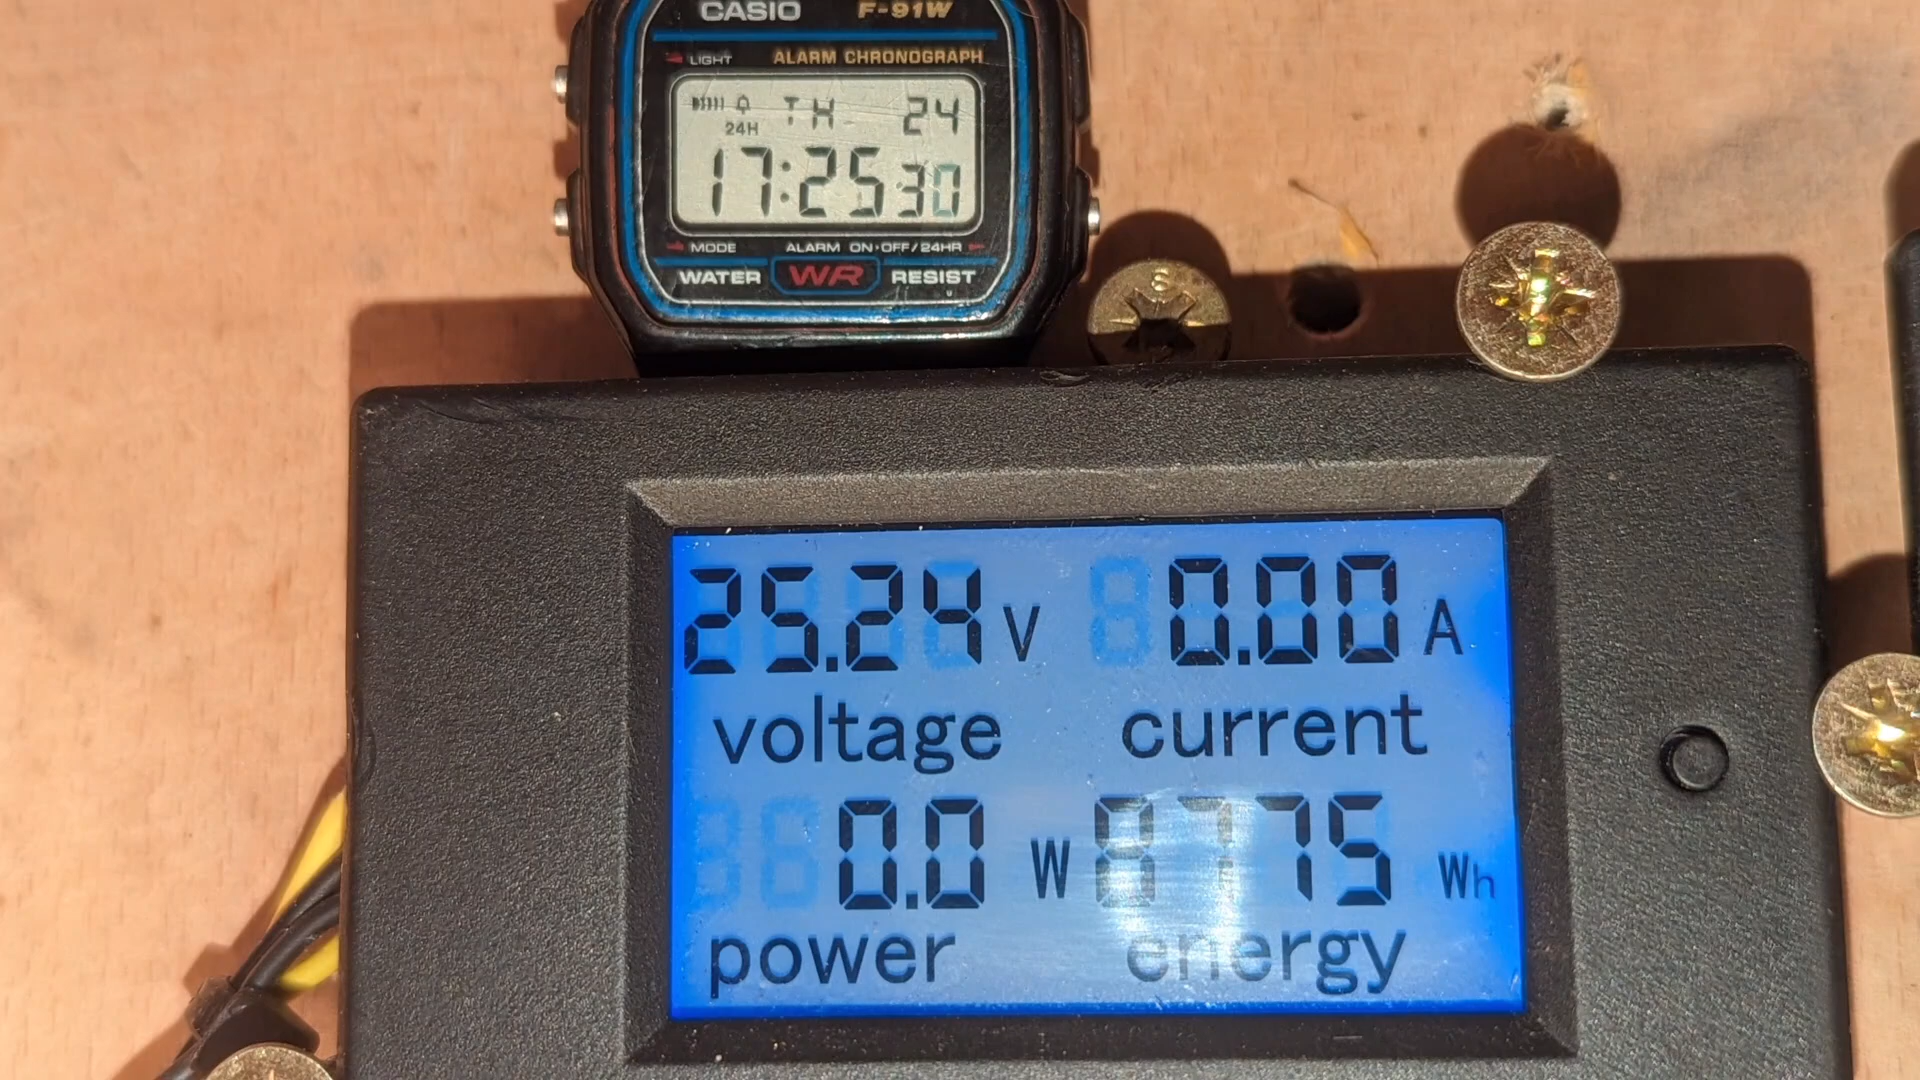 CASIO F-91W
LIGHT ALARM CHRONOGRAPH
TH 24
24H
17:25 30
MODE ALARM ON·OFF/24HR
WATER WR RESIST
25.24 V 0.00 A
voltage current
0.0 W 8775 Wh
power energy